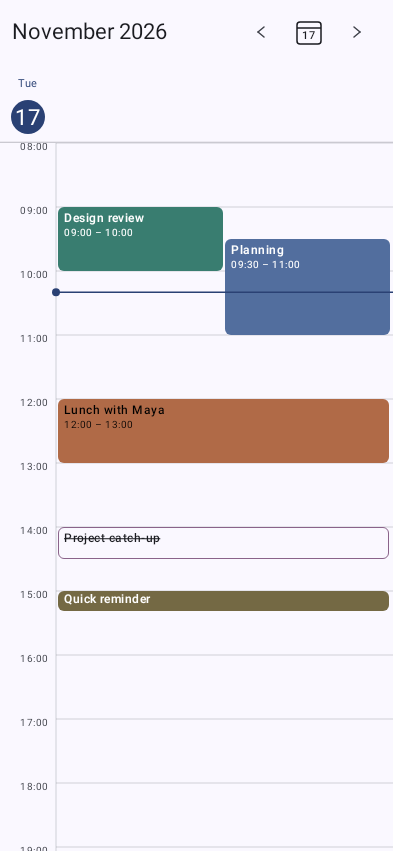 November 2026
17
Tue
17
08:00
09:00
Design review
09:00 – 10:00
Planning
09:30 – 11:00
10:00
11:00
12:00
Lunch with Maya
12:00 – 13:00
13:00
14:00
Project catch-up
15:00
Quick reminder
16:00
17:00
18:00
19:00